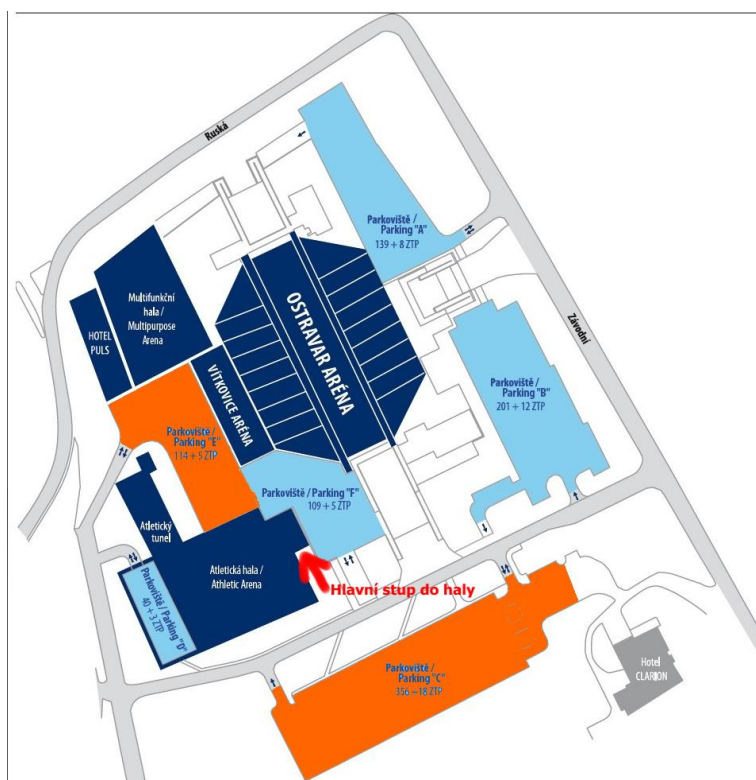 Ruská
Parkoviště /
Parking "A"
139 + 8 ZTP
Závodní
Multifunkční
hala /
Multipurpose
Arena
HOTEL
PULS
OSTRAVAR ARÉNA
VÍTKOVICE ARÉNA
Parkoviště /
Parking "B"
201 + 12 ZTP
Parkoviště /
Parking "E"
114 + 5 ZTP
Parkoviště / Parking "F"
109 + 5 ZTP
Atletický
tunel
Atletická hala /
Athletic Arena
Parkoviště / Parking "D"
40 + 3 ZTP
Hlavní stup do haly
Parkoviště /
Parking "C"
356 –18 ZTP
Hotel
CLARION